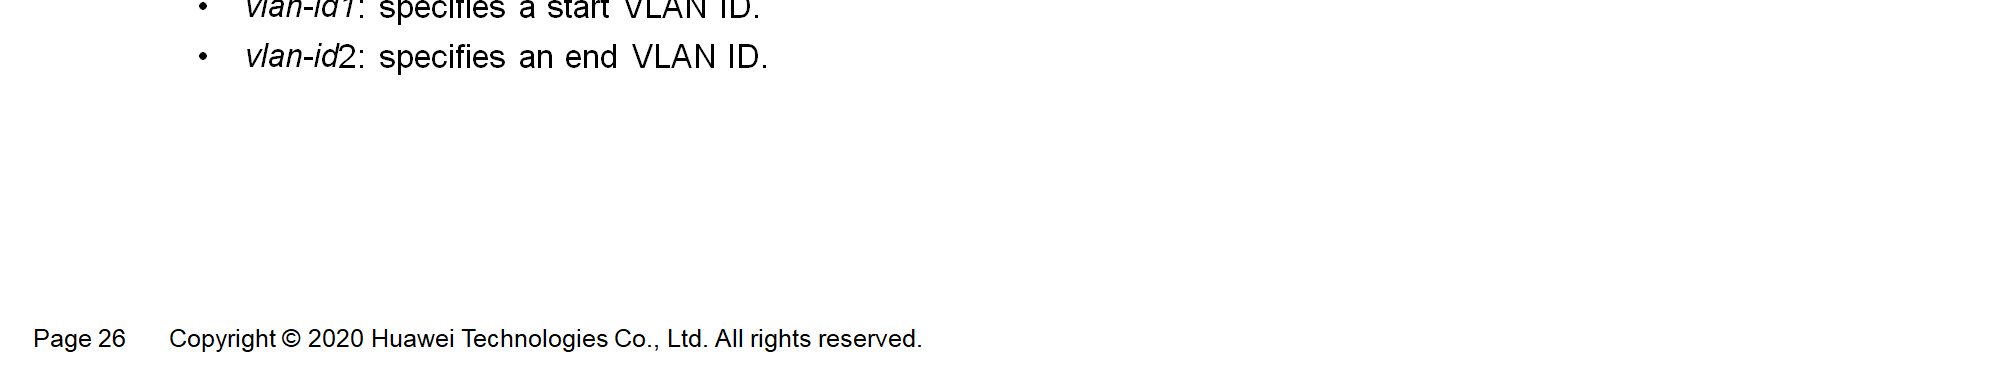 • vlan-id1: specifies a start VLAN ID.
• vlan-id2: specifies an end VLAN ID.
Page 26 Copyright © 2020 Huawei Technologies Co., Ltd. All rights reserved.